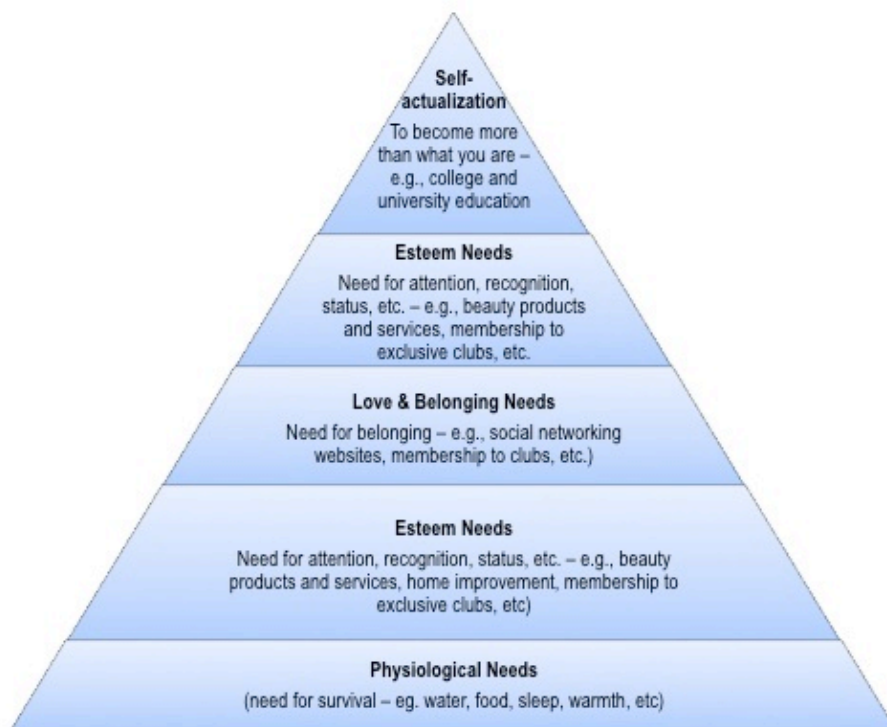 Self-
actualization
To become more
than what you are –
e.g., college and
university education
Esteem Needs
Need for attention, recognition,
status, etc. – e.g., beauty products
and services, membership to
exclusive clubs, etc.
Love & Belonging Needs
Need for belonging – e.g., social networking
websites, membership to clubs, etc.)
Esteem Needs
Need for attention, recognition, status, etc. – e.g., beauty
products and services, home improvement, membership to
exclusive clubs, etc)
Physiological Needs
(need for survival – eg. water, food, sleep, warmth, etc)